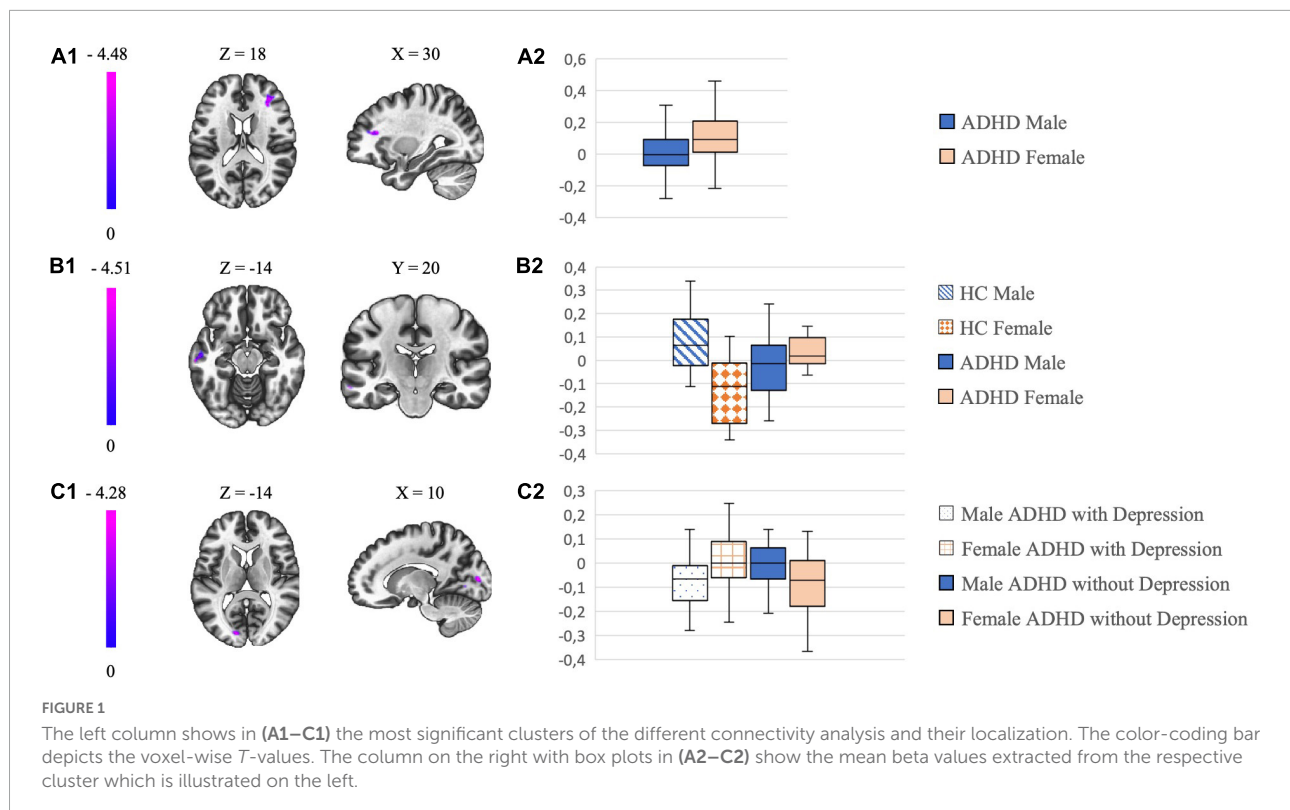 A1 - 4.48 Z = 18 X = 30
0
A2
0,6
0,4
0,2
0
-0,2
-0,4
ADHD Male
ADHD Female
B1 - 4.51 Z = -14 Y = 20
0
B2
0,4
0,3
0,2
0,1
0
-0,1
-0,2
-0,3
-0,4
HC Male
HC Female
ADHD Male
ADHD Female
C1 - 4.28 Z = -14 X = 10
0
C2
0,3
0,2
0,1
0
-0,1
-0,2
-0,3
-0,4
Male ADHD with Depression
Female ADHD with Depression
Male ADHD without Depression
Female ADHD without Depression
FIGURE 1
The left column shows in (A1–C1) the most significant clusters of the different connectivity analysis and their localization. The color-coding bar
depicts the voxel-wise T-values. The column on the right with box plots in (A2–C2) show the mean beta values extracted from the respective
cluster which is illustrated on the left.